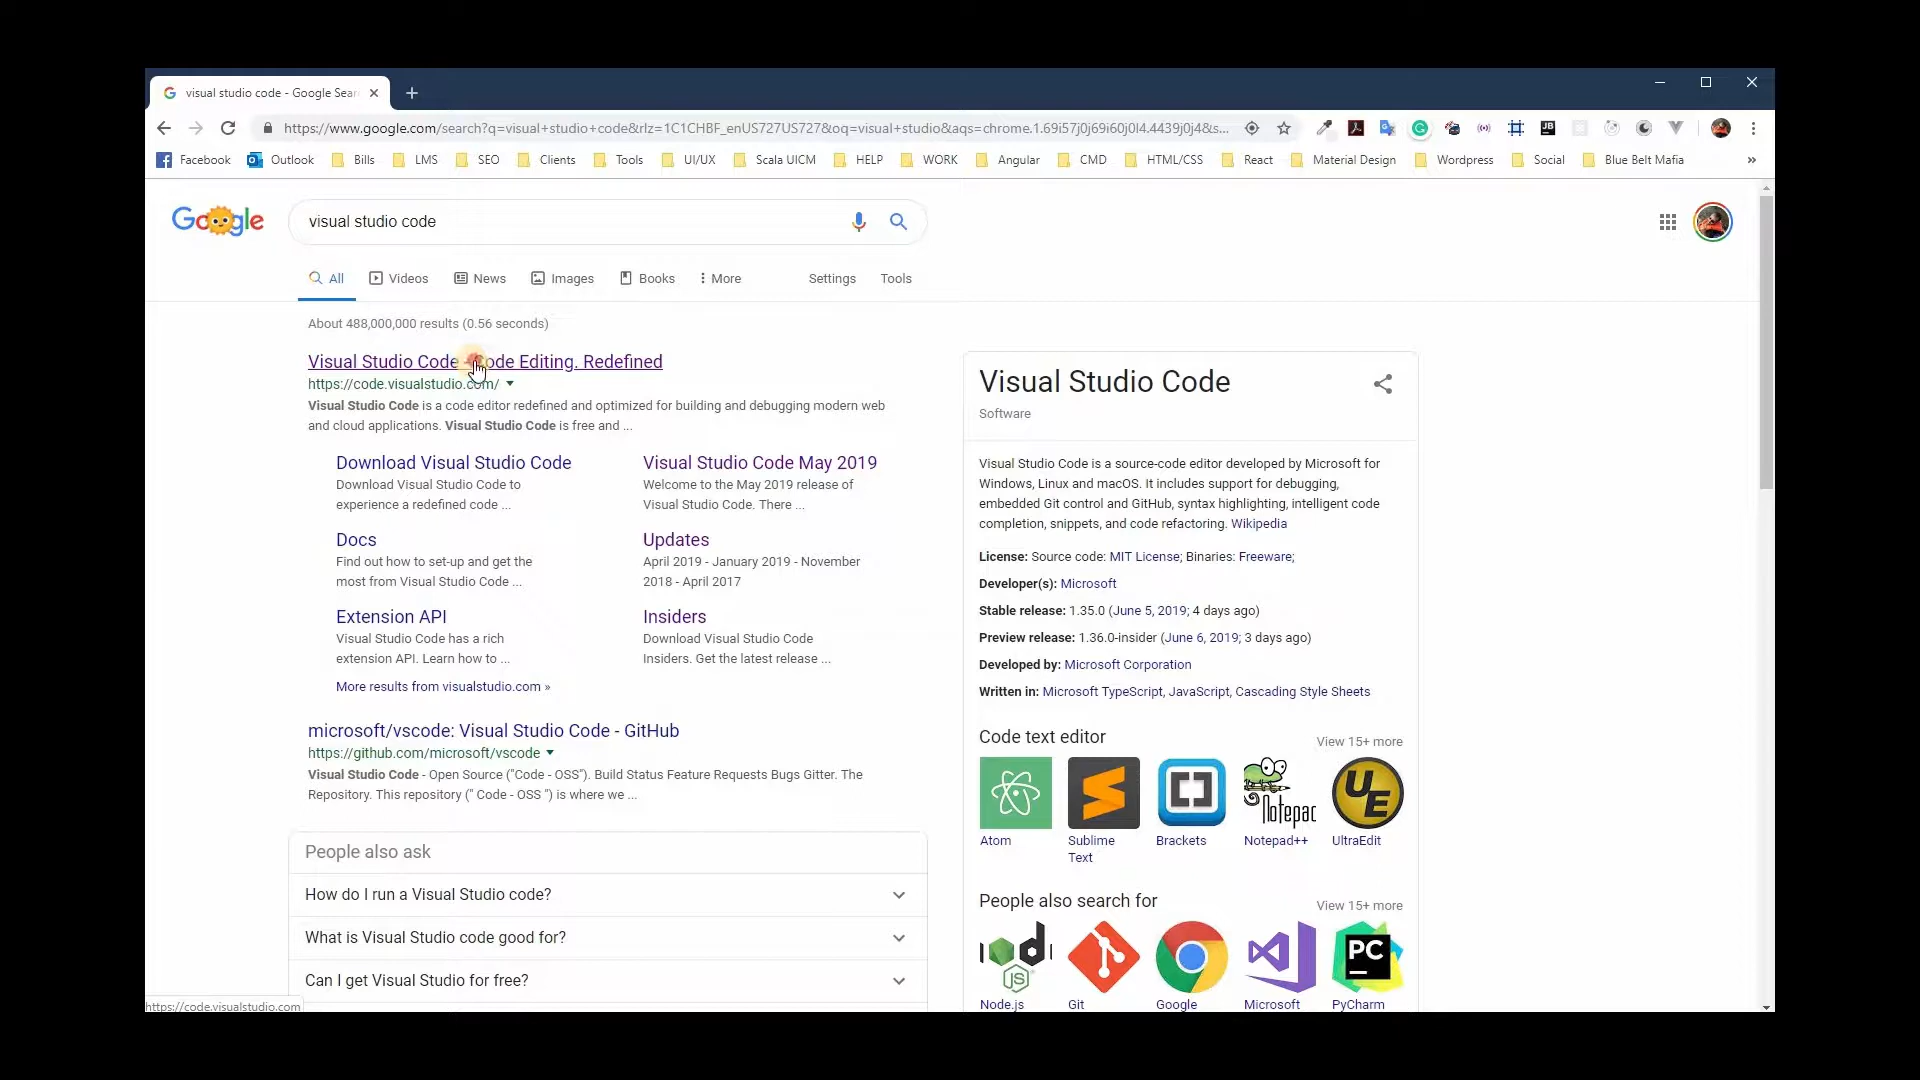 visual studio code - Google Sear
https://www.google.com/search?q=visual+studio+code&rlz=1C1CHBF_enUS727US727&oq=visual+studio&aqs=chrome.1.69i57j0j69i60j0l4.4439j0j4&s...
Facebook Outlook Bills LMS SEO Clients Tools UI/UX Scala UICM HELP WORK Angular CMD HTML/CSS React Material Design Wordpress Social Blue Belt Mafia »
Google
visual studio code
All Videos News Images Books More Settings Tools
About 488,000,000 results (0.56 seconds)
Visual Studio Code - Code Editing. Redefined
https://code.visualstudio.com/
Visual Studio Code is a code editor redefined and optimized for building and debugging modern web
and cloud applications. Visual Studio Code is free and ...
Download Visual Studio Code
Download Visual Studio Code to
experience a redefined code ...
Visual Studio Code May 2019
Welcome to the May 2019 release of
Visual Studio Code. There ...
Docs
Find out how to set-up and get the
most from Visual Studio Code ...
Updates
April 2019 - January 2019 - November
2018 - April 2017
Extension API
Visual Studio Code has a rich
extension API. Learn how to ...
Insiders
Download Visual Studio Code
Insiders. Get the latest release ...
More results from visualstudio.com »
microsoft/vscode: Visual Studio Code - GitHub
https://github.com/microsoft/vscode
Visual Studio Code - Open Source ("Code - OSS"). Build Status Feature Requests Bugs Gitter. The
Repository. This repository (" Code - OSS ") is where we ...
People also ask
How do I run a Visual Studio code?
What is Visual Studio code good for?
Can I get Visual Studio for free?
https://code.visualstudio.com
Visual Studio Code
Software
Visual Studio Code is a source-code editor developed by Microsoft for
Windows, Linux and macOS. It includes support for debugging,
embedded Git control and GitHub, syntax highlighting, intelligent code
completion, snippets, and code refactoring. Wikipedia
License: Source code: MIT License; Binaries: Freeware;
Developer(s): Microsoft
Stable release: 1.35.0 (June 5, 2019; 4 days ago)
Preview release: 1.36.0-insider (June 6, 2019; 3 days ago)
Developed by: Microsoft Corporation
Written in: Microsoft TypeScript, JavaScript, Cascading Style Sheets
Code text editor
View 15+ more
Notepad
UE
Atom
Sublime
Text
Brackets
Notepad++
UltraEdit
People also search for
View 15+ more
JS
PC
Node.js
Git
Google
Microsoft
PyCharm